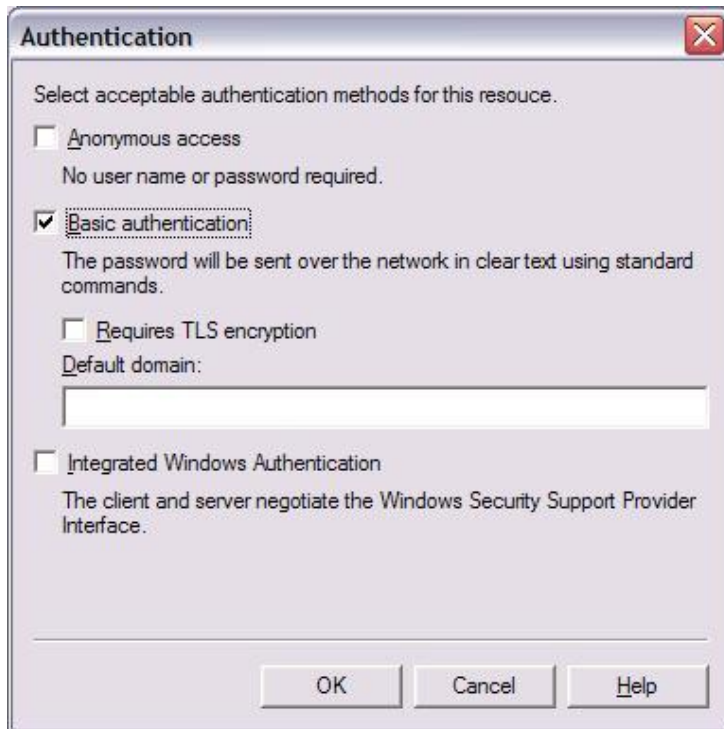 Authentication
Select acceptable authentication methods for this resouce.
Anonymous access
No user name or password required.
Basic authentication
The password will be sent over the network in clear text using standard
commands.
Requires TLS encryption
Default domain:
Integrated Windows Authentication
The client and server negotiate the Windows Security Support Provider
Interface.
OK Cancel Help